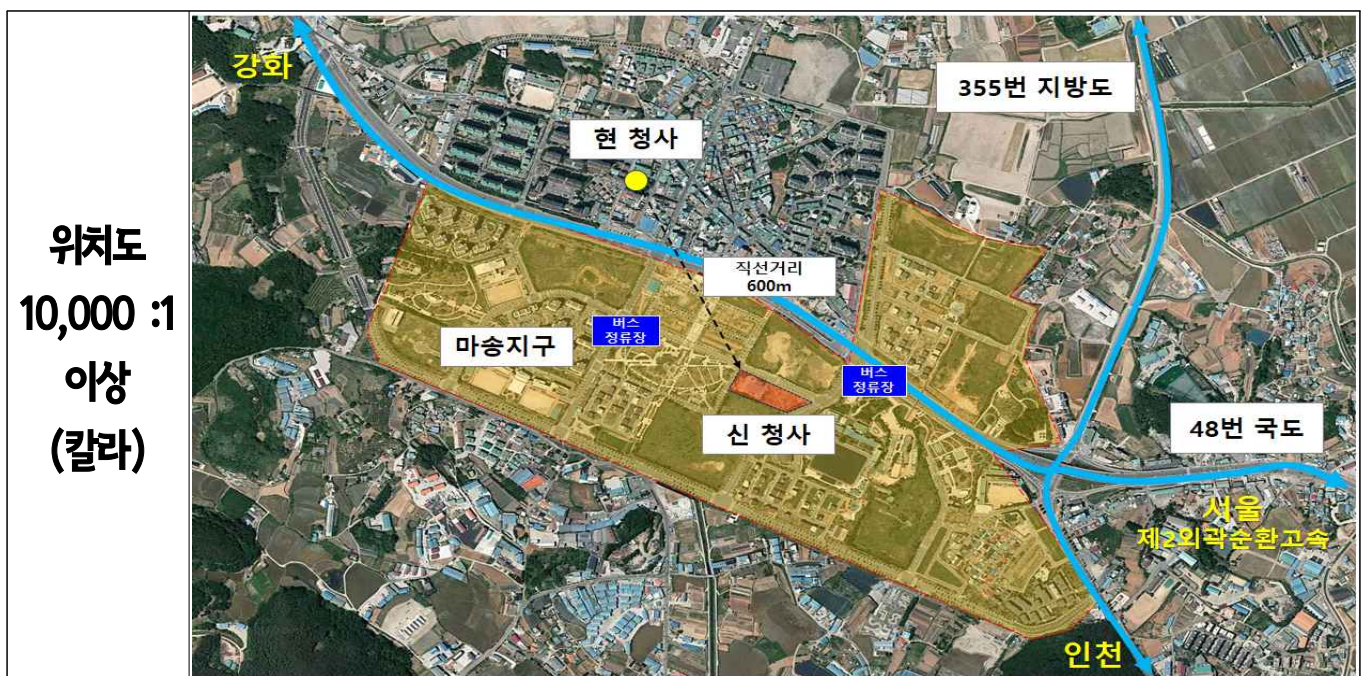 위치도
10,000 :1
이상
(칼라)
강화
355번 지방도
현 청사
직선거리
600m
버스
정류장
마송지구
버스
정류장
신 청사
48번 국도
서울
제2외곽순환고속
인천